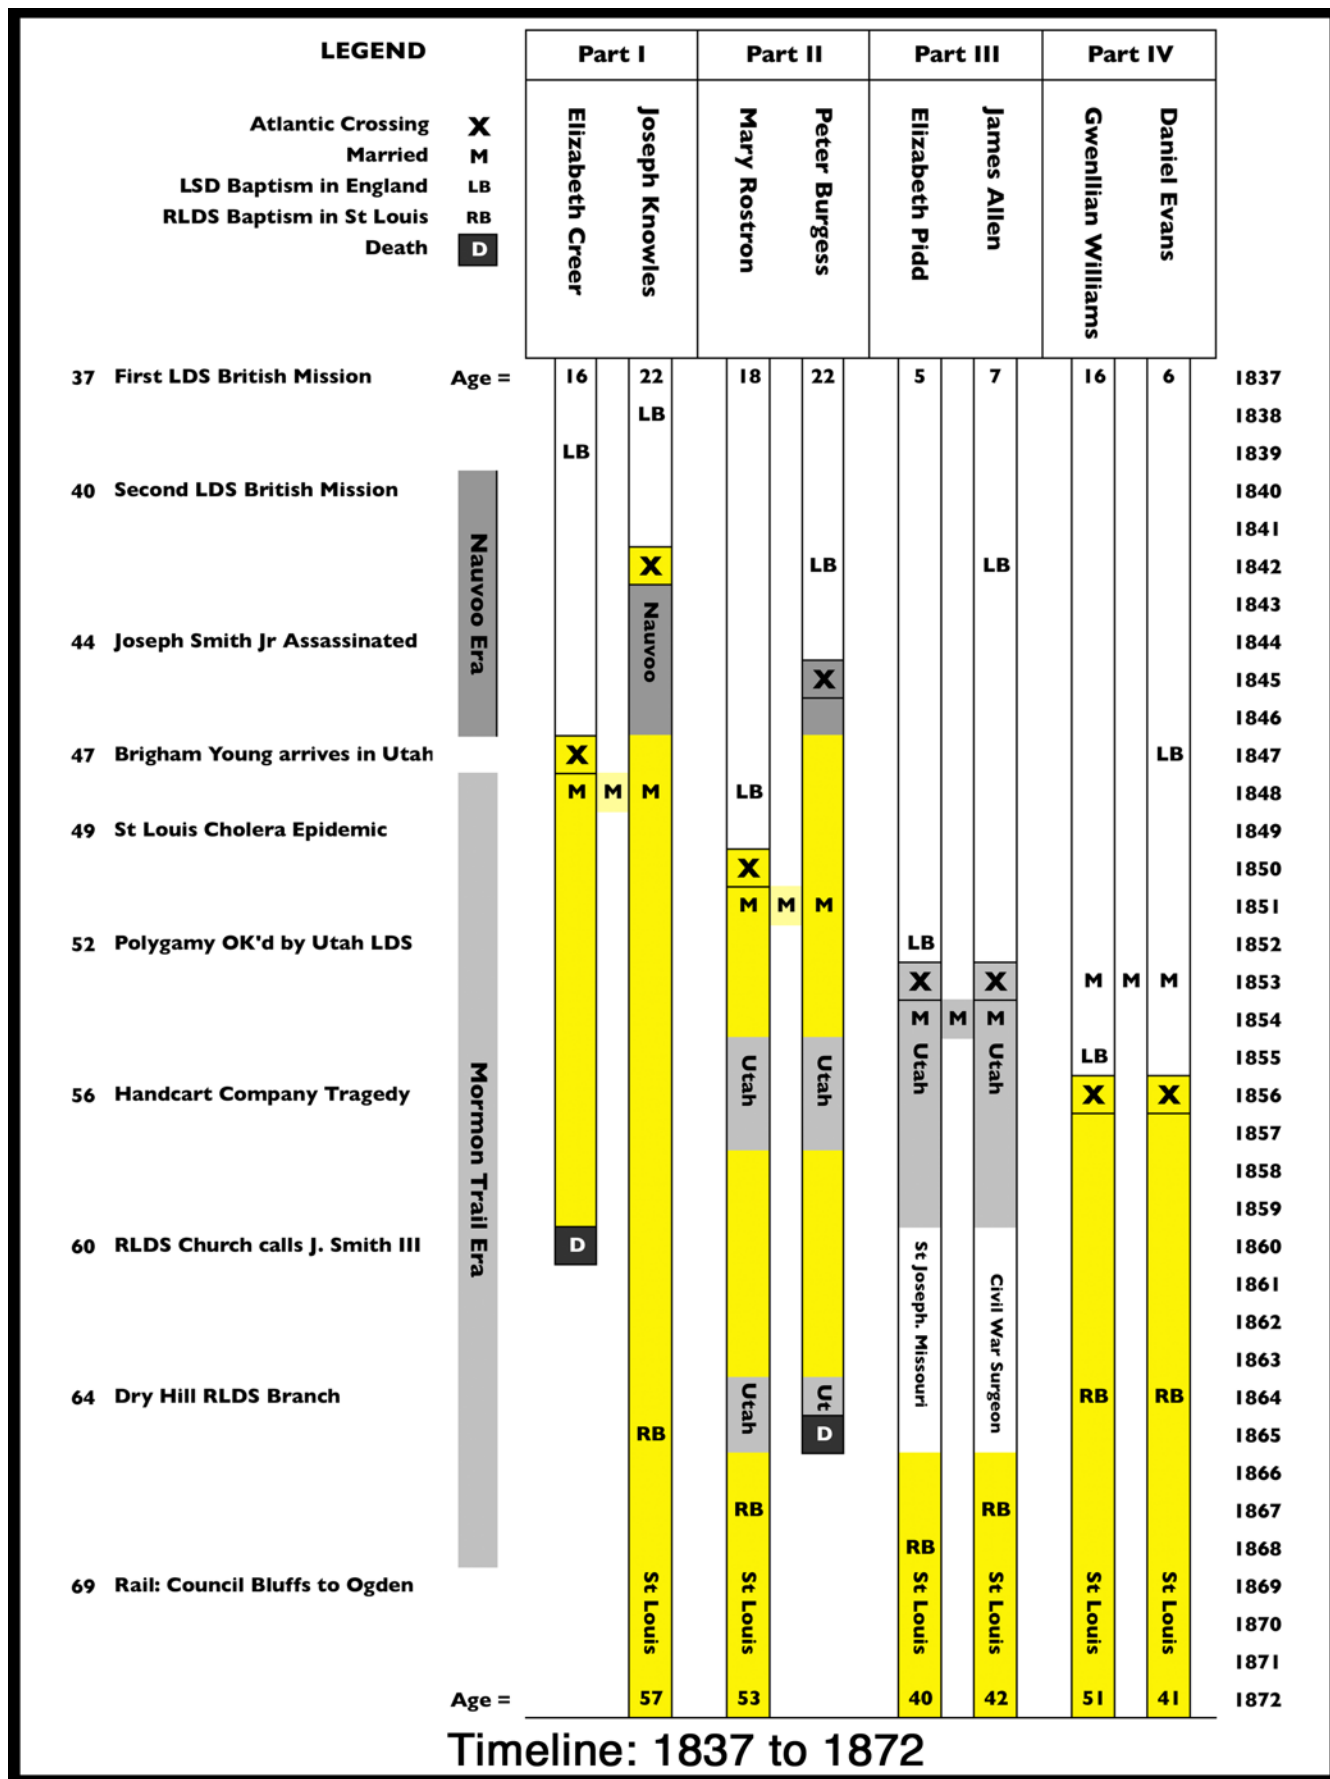 LEGEND
Part I Part II Part III Part IV
Atlantic Crossing X
Married M
LSD Baptism in England LB
RLDS Baptism in St Louis RB
Death D
Elizabeth Creer
Joseph Knowles
Mary Rostron
Peter Burgess
Elizabeth Pidd
James Allen
Gwenllian Williams
Daniel Evans
37 First LDS British Mission Age = 16 22 18 22 5 7 16 6 1837
LB 1838
LB 1839
40 Second LDS British Mission 1840
1841
X LB LB 1842
1843
44 Joseph Smith Jr Assassinated 1844
X 1845
1846
Nauvoo Era
Nauvoo
47 Brigham Young arrives in Utah X LB 1847
M M M LB 1848
49 St Louis Cholera Epidemic 1849
X 1850
M M M 1851
52 Polygamy OK'd by Utah LDS LB 1852
X X M M M 1853
M M M 1854
LB 1855
Utah
Utah
Utah
Utah
56 Handcart Company Tragedy X X 1856
1857
1858
1859
Mormon Trail Era
60 RLDS Church calls J. Smith III D 1860
1861
1862
1863
St Joseph. Missouri
Civil War Surgeon
64 Dry Hill RLDS Branch RB RB 1864
Utah
Ut
RB D 1865
1866
RB RB 1867
RB 1868
69 Rail: Council Bluffs to Ogden 1869
1870
1871
St Louis
St Louis
St Louis
St Louis
St Louis
St Louis
Age = 57 53 40 42 51 41 1872
Timeline: 1837 to 1872